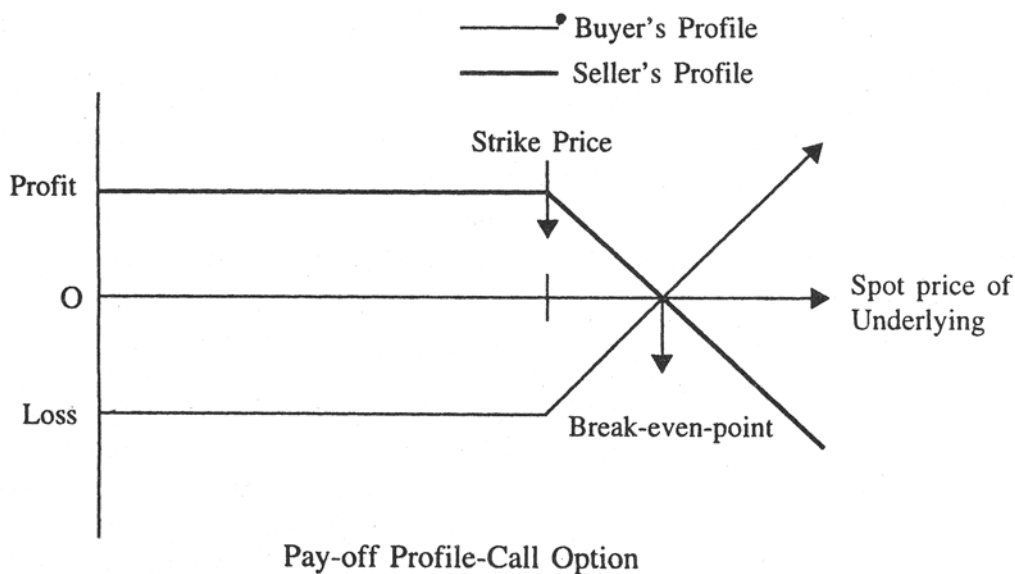 Buyer's Profile
Seller's Profile
Strike Price
Profit
O
Spot price of
Underlying
Loss
Break-even-point
Pay-off Profile-Call Option